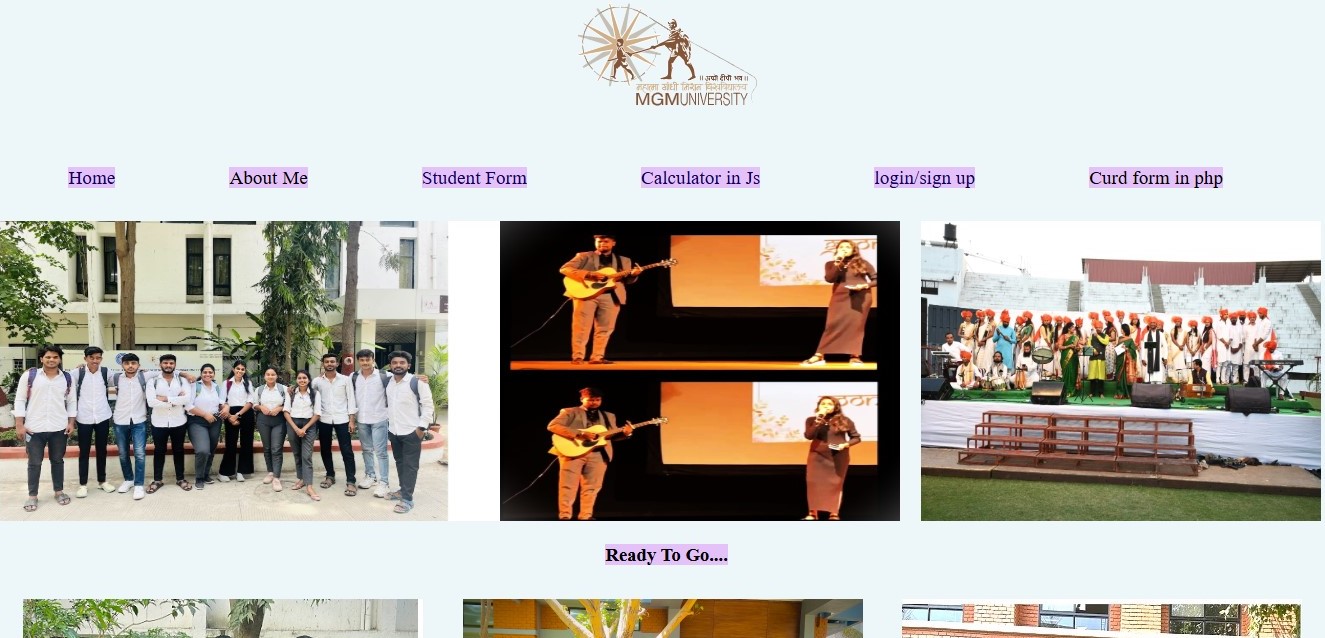 ॥ अत्त दीप भव ॥
महात्मा गांधी मिशन विश्वविद्यालय
MGMUNIVERSITY
Home About Me Student Form Calculator in Js login/sign up Curd form in php
Ready To Go....